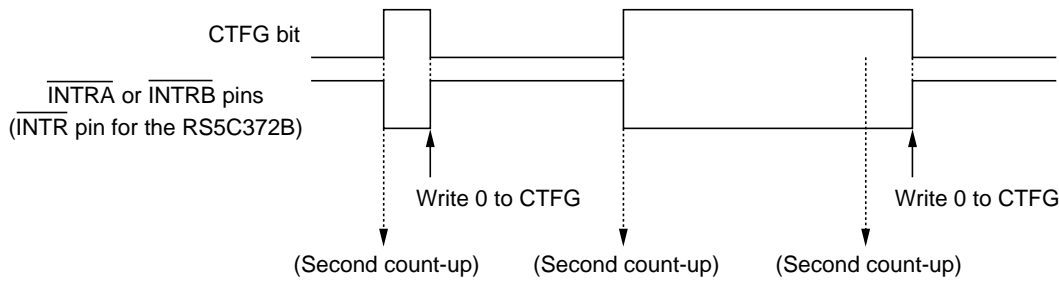 CTFG bit
INTRA or INTRB pins
(INTR pin for the RS5C372B)
Write 0 to CTFG
Write 0 to CTFG
(Second count-up)
(Second count-up)
(Second count-up)